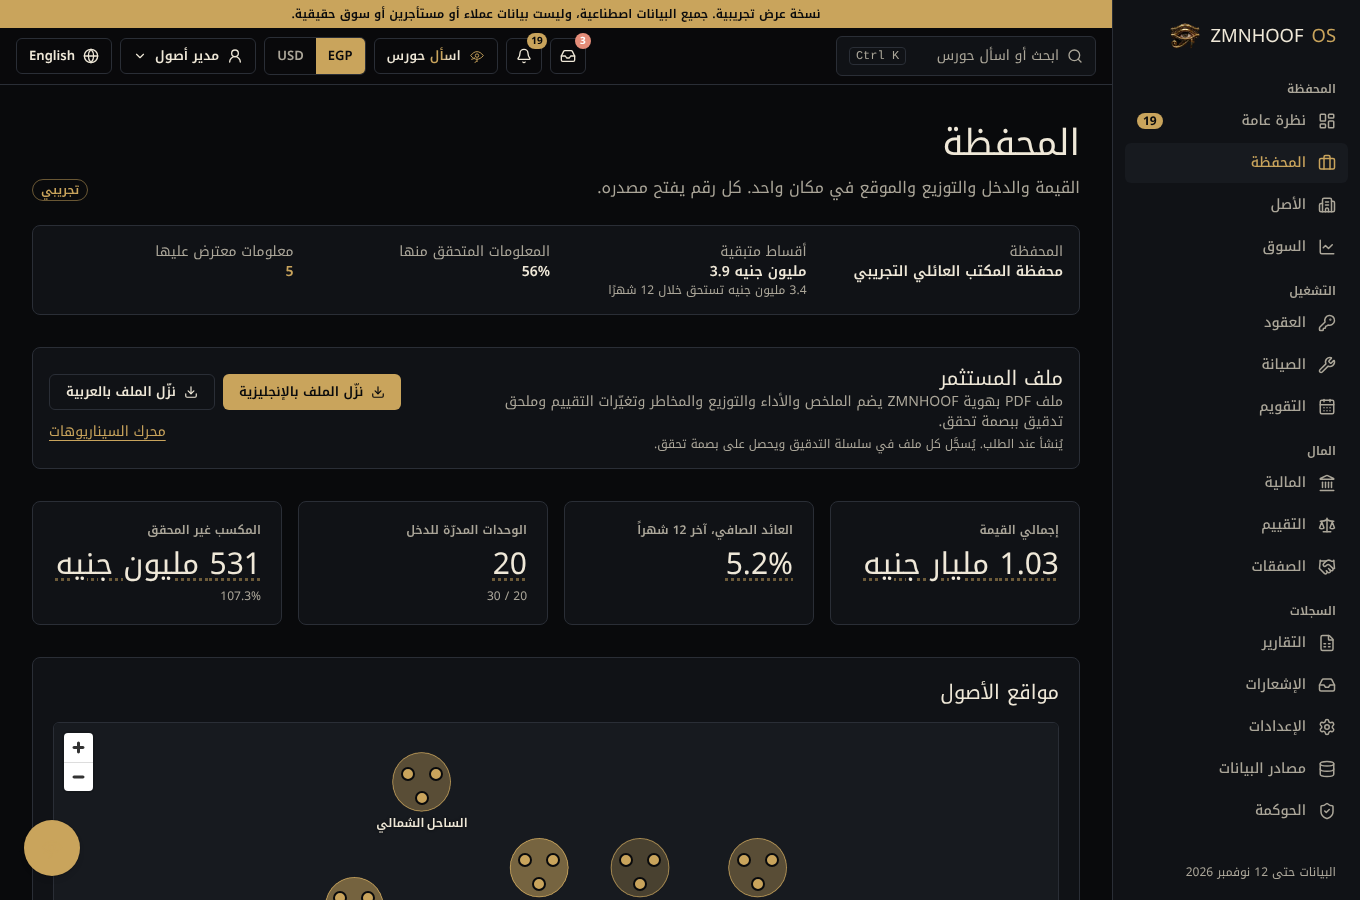 نسخة عرض تجريبية. جميع البيانات اصطناعية، وليست بيانات عملاء أو مستأجرين أو سوق حقيقية.
ZMNHOOF OS
المحفظة
نظرة عامة
19
المحفظة
الأصل
السوق
التشغيل
العقود
الصيانة
التقويم
المال
المالية
التقييم
الصفقات
السجلات
التقارير
الإشعارات
الإعدادات
مصادر البيانات
الحوكمة
البيانات حتى 12 نوفمبر 2026
ابحث أو اسأل حورس
Ctrl K
3
19
اسأل حورس
EGP
USD
مدير أصول
English
المحفظة
القيمة والدخل والتوزيع والموقع في مكان واحد. كل رقم يفتح مصدره.
تجريبي
المحفظة
محفظة المكتب العائلي التجريبي
أقساط متبقية
3.9 مليون جنيه
3.4 مليون جنيه تستحق خلال 12 شهرًا
المعلومات المتحقق منها
56%
معلومات معترض عليها
5
ملف المستثمر
ملف PDF بهوية ZMNHOOF يضم الملخص والأداء والتوزيع والمخاطر وتغيّرات التقييم وملحق
تدقيق ببصمة تحقق.
يُنشأ عند الطلب. يُسجَّل كل ملف في سلسلة التدقيق ويحصل على بصمة تحقق.
نزّل الملف بالإنجليزية
نزّل الملف بالعربية
محرك السيناريوهات
إجمالي القيمة
1.03 مليار جنيه
العائد الصافي، آخر 12 شهراً
5.2%
الوحدات المدرّة للدخل
20
20 / 30
المكسب غير المحقق
531 مليون جنيه
107.3%
مواقع الأصول
+
−
الساحل الشمالي